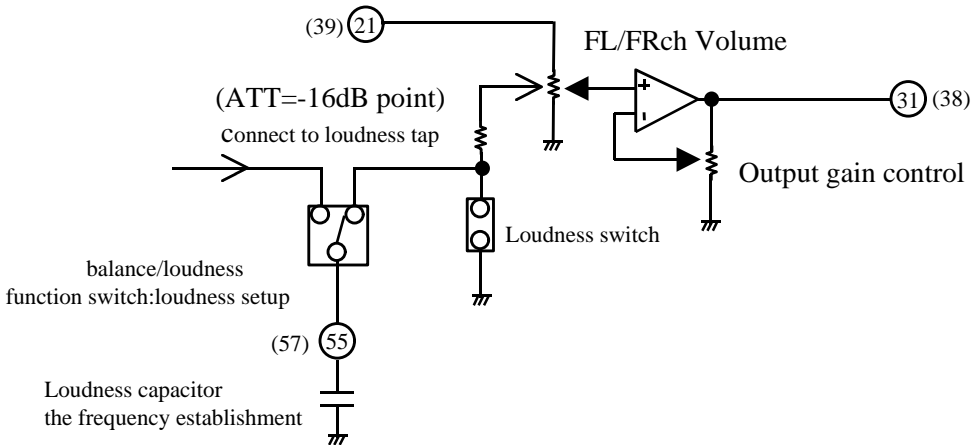 (39) 21
FL/FRch Volume
(ATT=-16dB point)
connect to loudness tap
+
-
31 (38)
Output gain control
Loudness switch
balance/loudness
function switch:loudness setup
(57) 55
Loudness capacitor
the frequency establishment